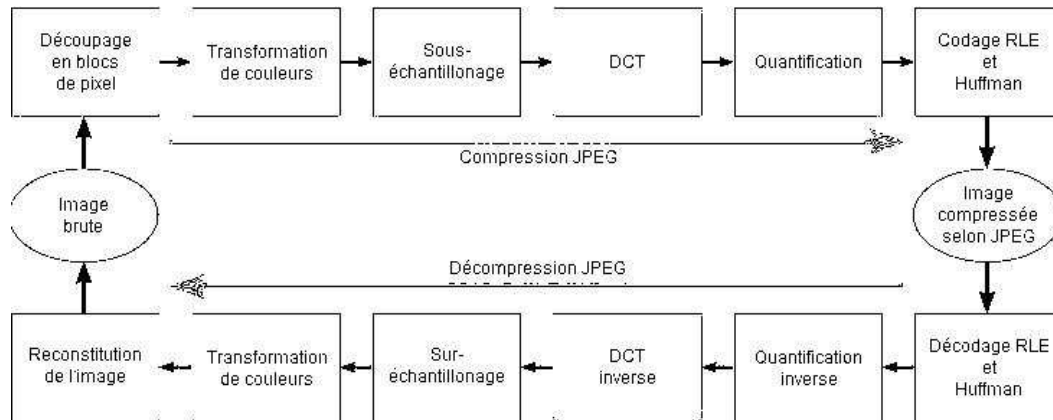 Découpage
en blocs
de pixel
Transformation
de couleurs
Sous-
échantillonage
DCT
Quantification
Codage RLE
et
Huffman
Compression JPEG
Image
brute
Image
compressée
selon JPEG
Décompression JPEG
Reconstitution
de l'image
Transformation
de couleurs
Sur-
échantillonage
DCT
inverse
Quantification
inverse
Décodage RLE
et
Huffman